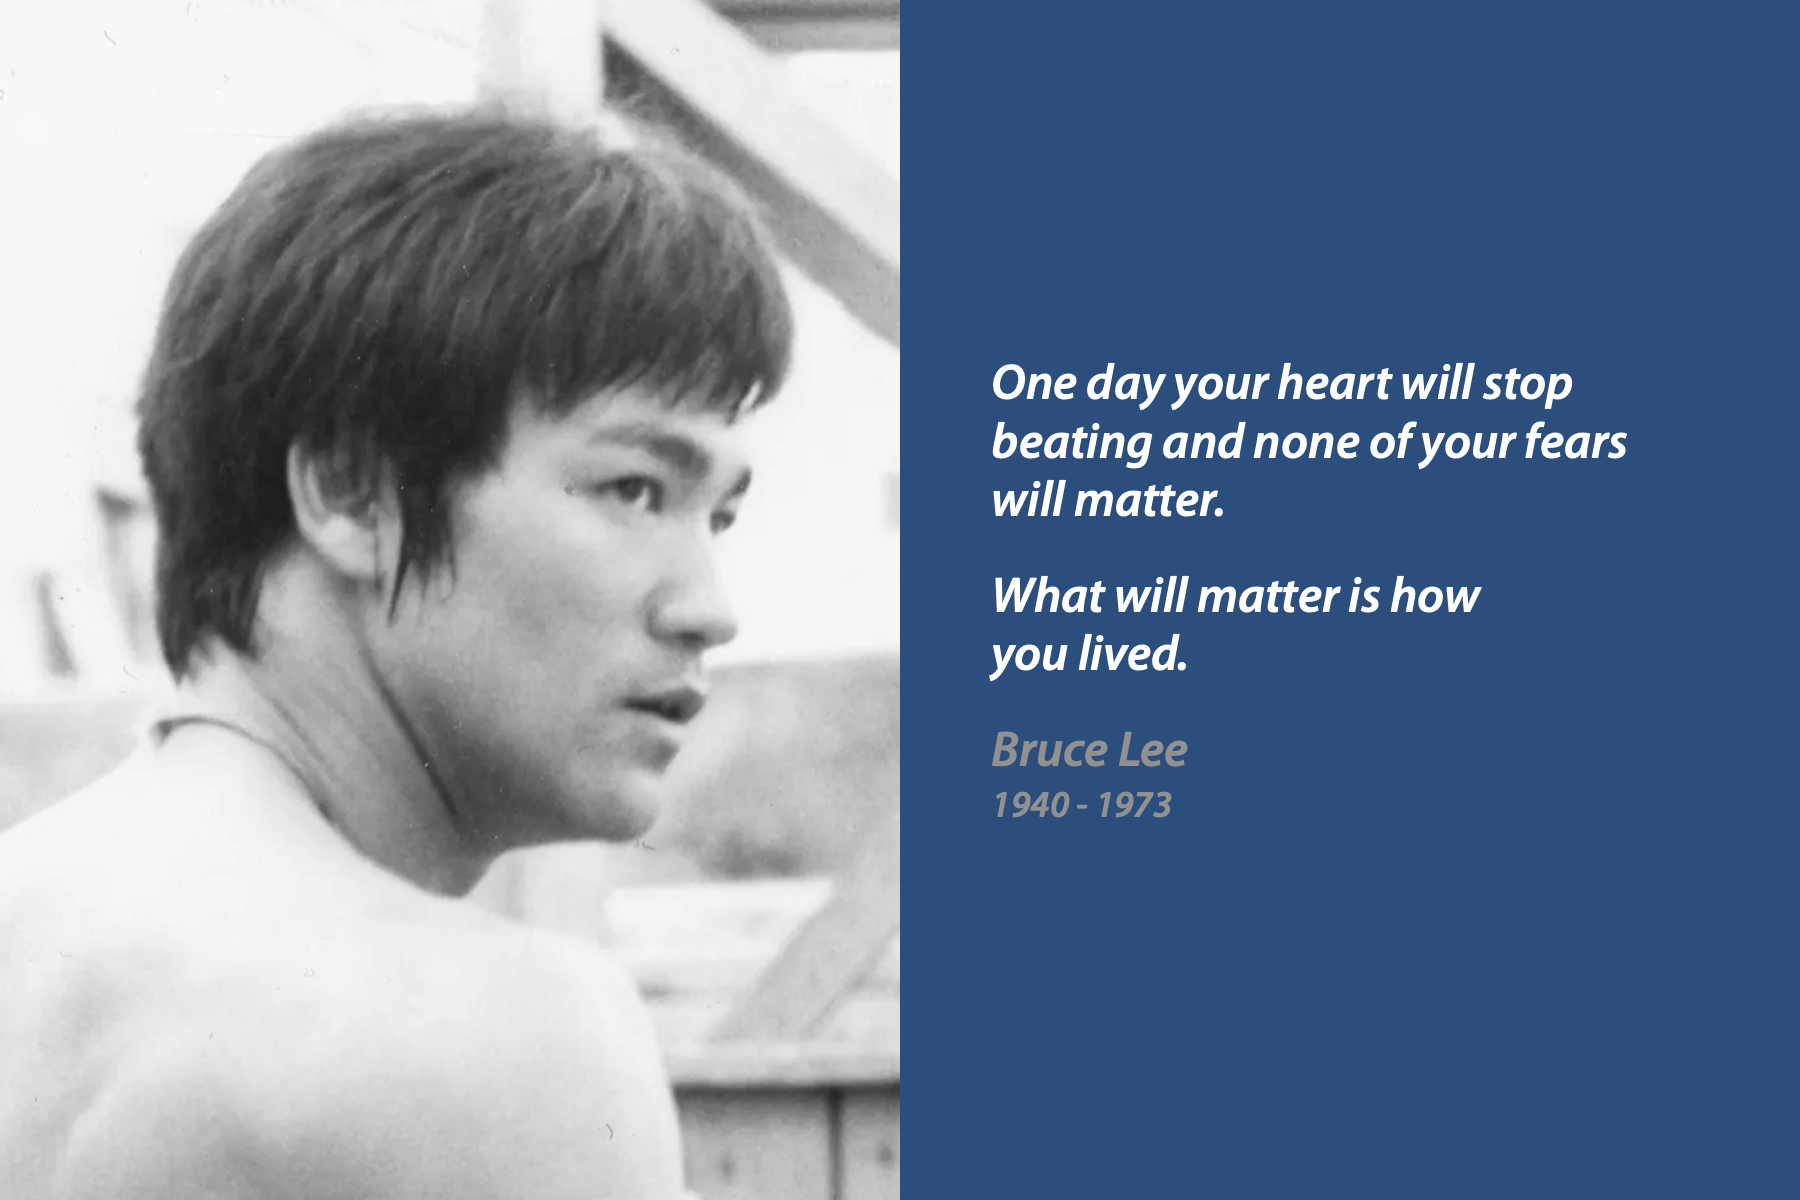 One day your heart will stop
beating and none of your fears
will matter.
What will matter is how
you lived.
Bruce Lee
1940 - 1973